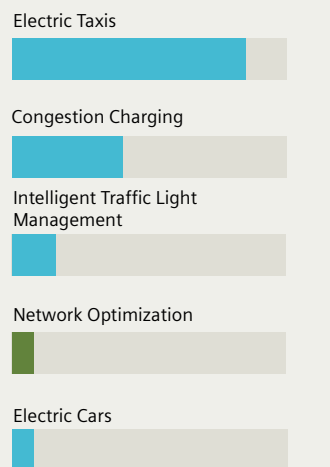 Electric Taxis
Congestion Charging
Intelligent Traffic Light
Management
Network Optimization
Electric Cars